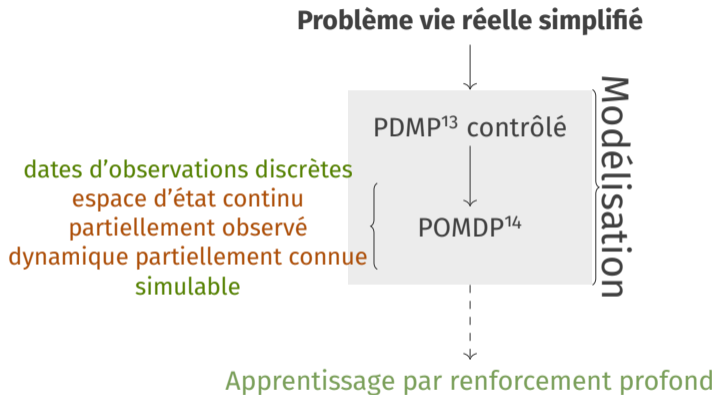 Problème vie réelle simplifié
PDMP¹³ contrôlé
Modélisation
dates d'observations discrètes
espace d'état continu
partiellement observé
dynamique partiellement connue
simulable
POMDP¹⁴
Apprentissage par renforcement profond